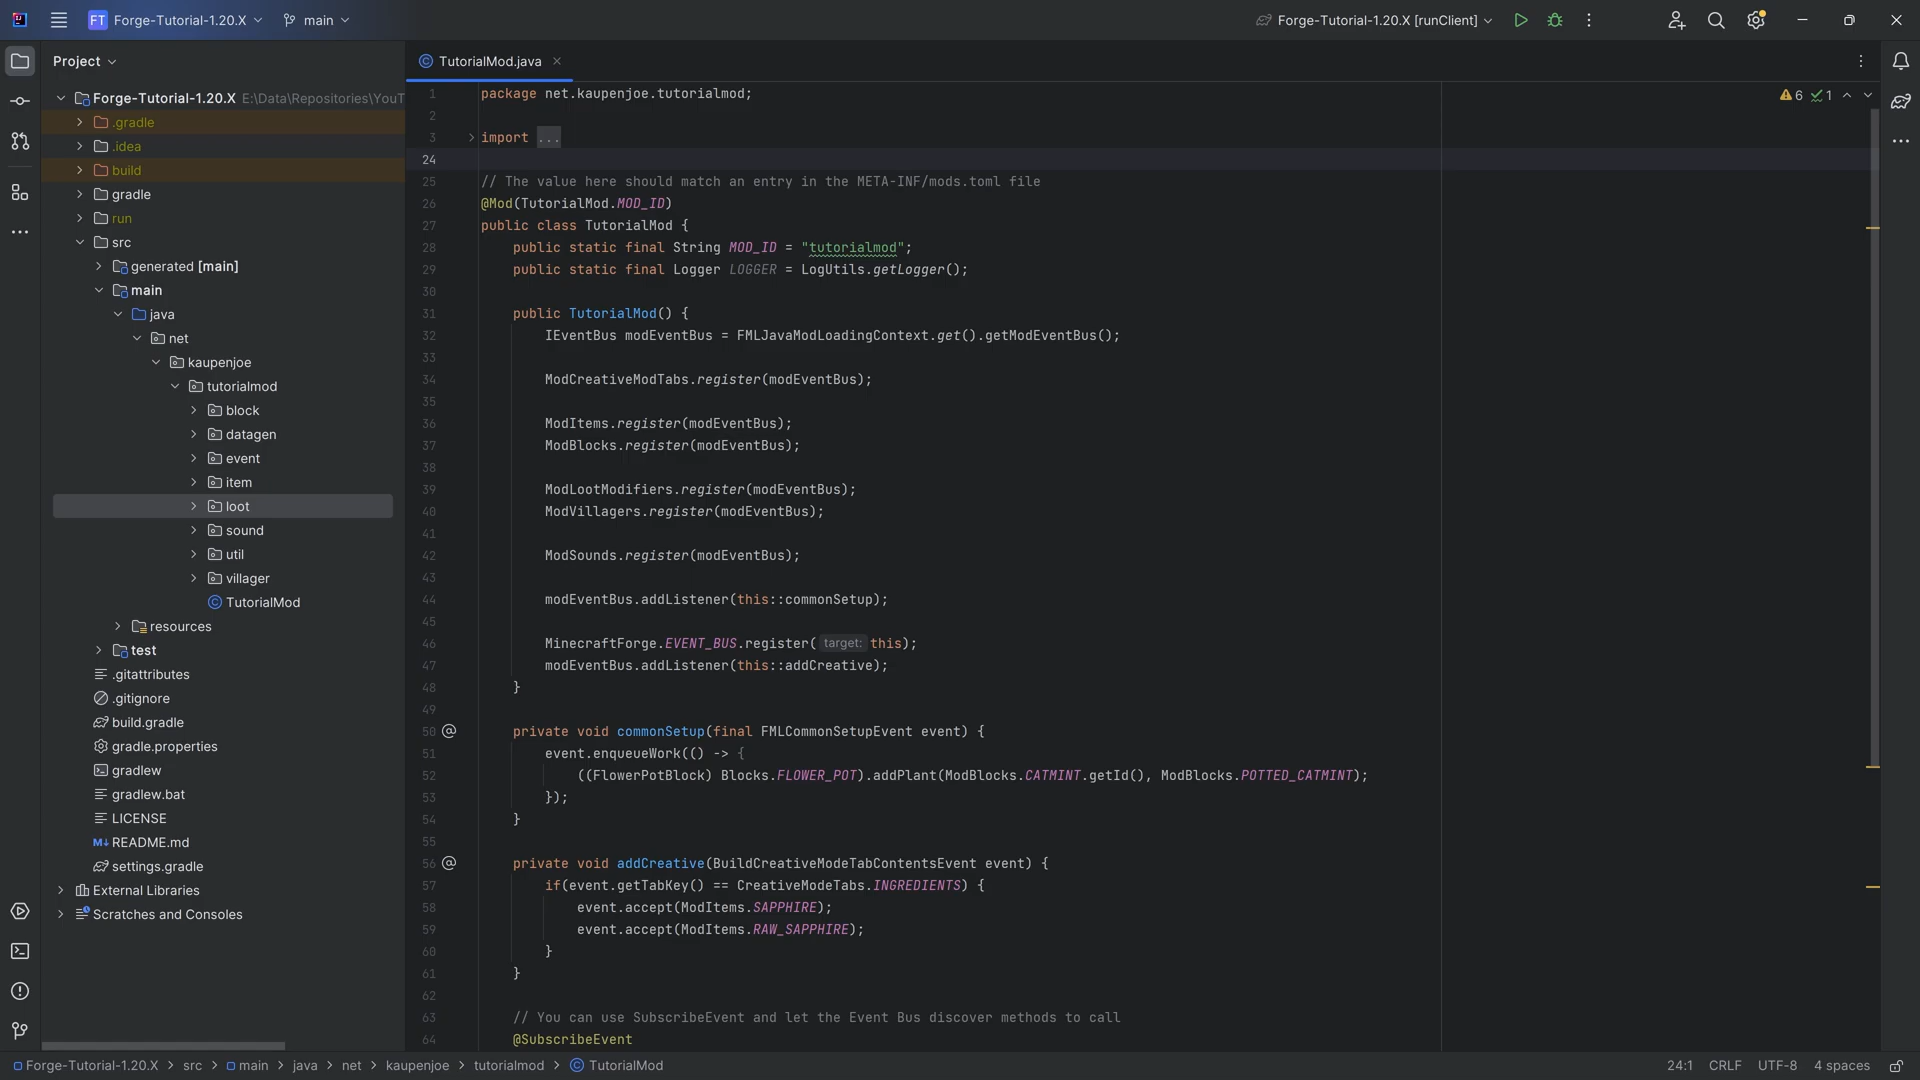 FT Forge-Tutorial-1.20.X main Forge-Tutorial-1.20.X [runClient]
Project
Forge-Tutorial-1.20.X E:\Data\Repositories\YouT
.gradle
.idea
build
gradle
run
src
generated [main]
main
java
net
kaupenjoe
tutorialmod
block
datagen
event
item
loot
sound
util
villager
TutorialMod
resources
test
.gitattributes
.gitignore
build.gradle
gradle.properties
gradlew
gradlew.bat
LICENSE
M↓ README.md
settings.gradle
External Libraries
Scratches and Consoles
TutorialMod.java
6 1
1 package net.kaupenjoe.tutorialmod;
2
3 import ...
24
25 // The value here should match an entry in the META-INF/mods.toml file
26 @Mod(TutorialMod.MOD_ID)
27 public class TutorialMod {
28 public static final String MOD_ID = "tutorialmod";
29 public static final Logger LOGGER = LogUtils.getLogger();
30
31 public TutorialMod() {
32 IEventBus modEventBus = FMLJavaModLoadingContext.get().getModEventBus();
33
34 ModCreativeModTabs.register(modEventBus);
35
36 ModItems.register(modEventBus);
37 ModBlocks.register(modEventBus);
38
39 ModLootModifiers.register(modEventBus);
40 ModVillagers.register(modEventBus);
41
42 ModSounds.register(modEventBus);
43
44 modEventBus.addListener(this::commonSetup);
45
46 MinecraftForge.EVENT_BUS.register( target: this);
47 modEventBus.addListener(this::addCreative);
48 }
49
50 private void commonSetup(final FMLCommonSetupEvent event) {
51 event.enqueueWork(() -> {
52 ((FlowerPotBlock) Blocks.FLOWER_POT).addPlant(ModBlocks.CATMINT.getId(), ModBlocks.POTTED_CATMINT);
53 });
54 }
55
56 private void addCreative(BuildCreativeModeTabContentsEvent event) {
57 if(event.getTabKey() == CreativeModeTabs.INGREDIENTS) {
58 event.accept(ModItems.SAPPHIRE);
59 event.accept(ModItems.RAW_SAPPHIRE);
60 }
61 }
62
63 // You can use SubscribeEvent and let the Event Bus discover methods to call
64 @SubscribeEvent
Forge-Tutorial-1.20.X > src > main > java > net > kaupenjoe > tutorialmod > TutorialMod 24:1 CRLF UTF-8 4 spaces